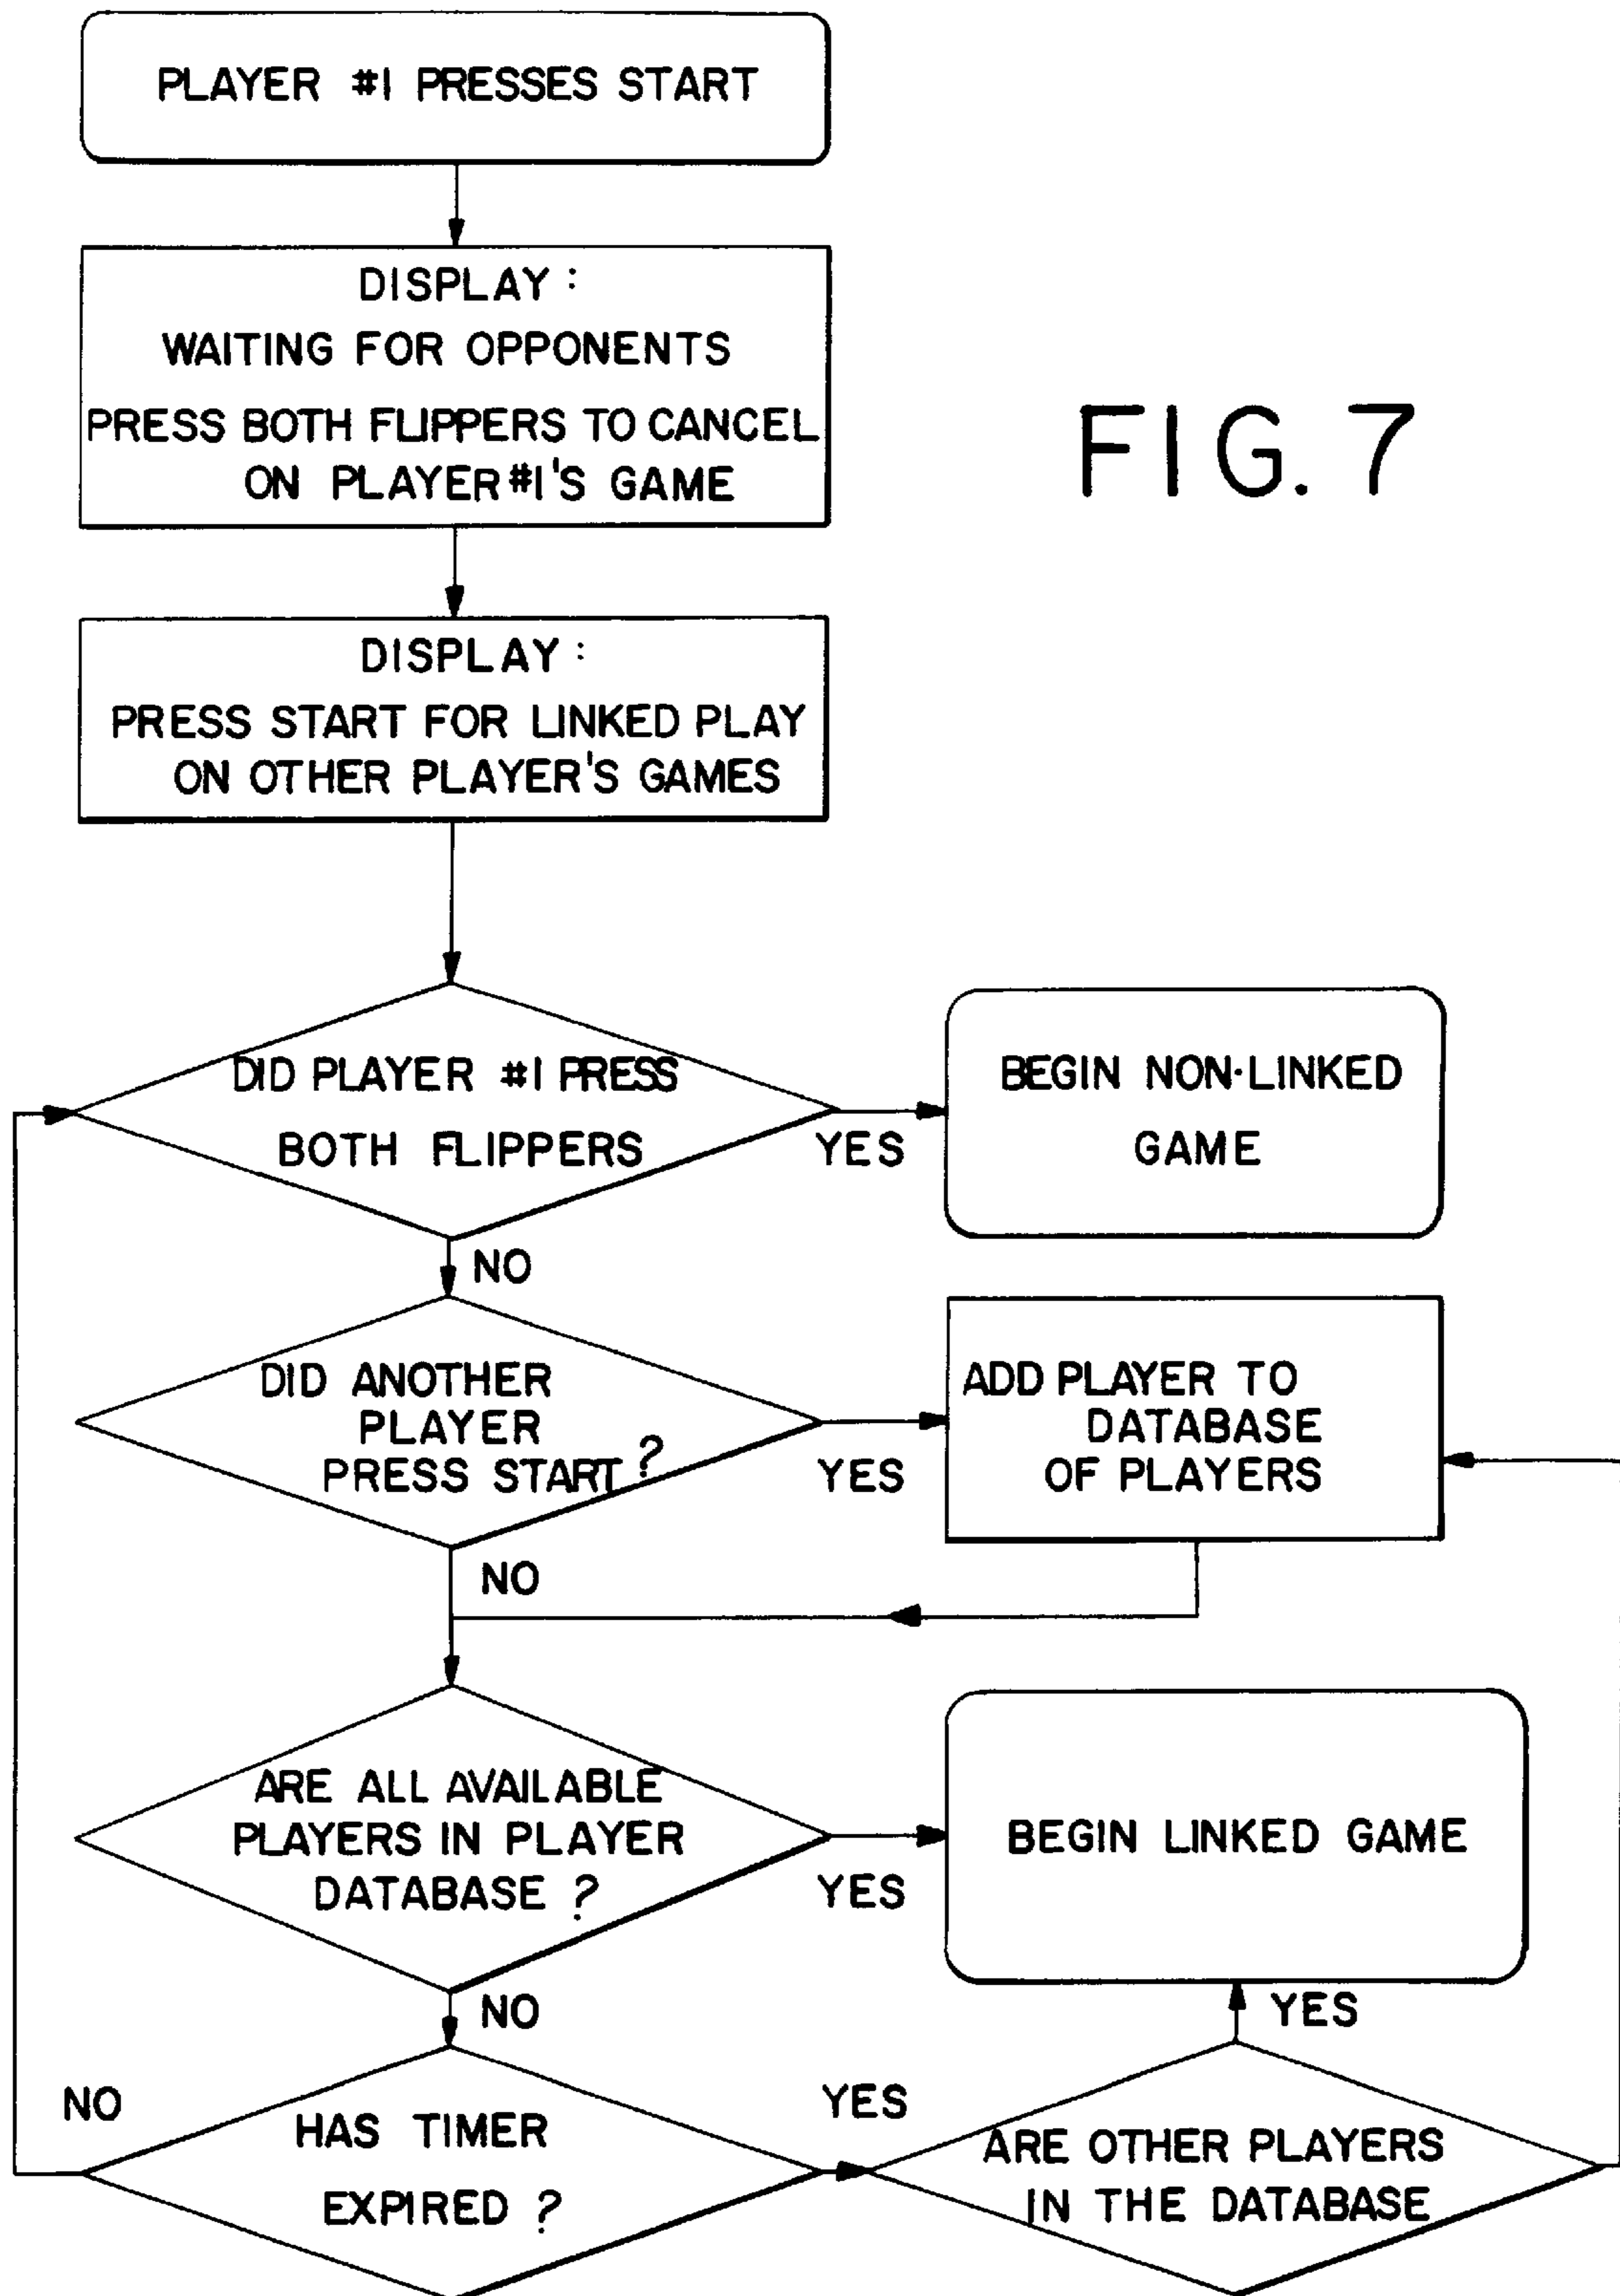 PLAYER #1 PRESSES START
DISPLAY:
WAITING FOR OPPONENTS
PRESS BOTH FLIPPERS TO CANCEL
ON PLAYER #1'S GAME
FIG. 7
DISPLAY:
PRESS START FOR LINKED PLAY
ON OTHER PLAYER'S GAMES
DID PLAYER #1 PRESS
BOTH FLIPPERS
YES
BEGIN NON-LINKED
GAME
NO
DID ANOTHER
PLAYER
PRESS START?
YES
ADD PLAYER TO
DATABASE
OF PLAYERS
NO
ARE ALL AVAILABLE
PLAYERS IN PLAYER
DATABASE?
YES
BEGIN LINKED GAME
NO
YES
NO
HAS TIMER
EXPIRED?
YES
ARE OTHER PLAYERS
IN THE DATABASE